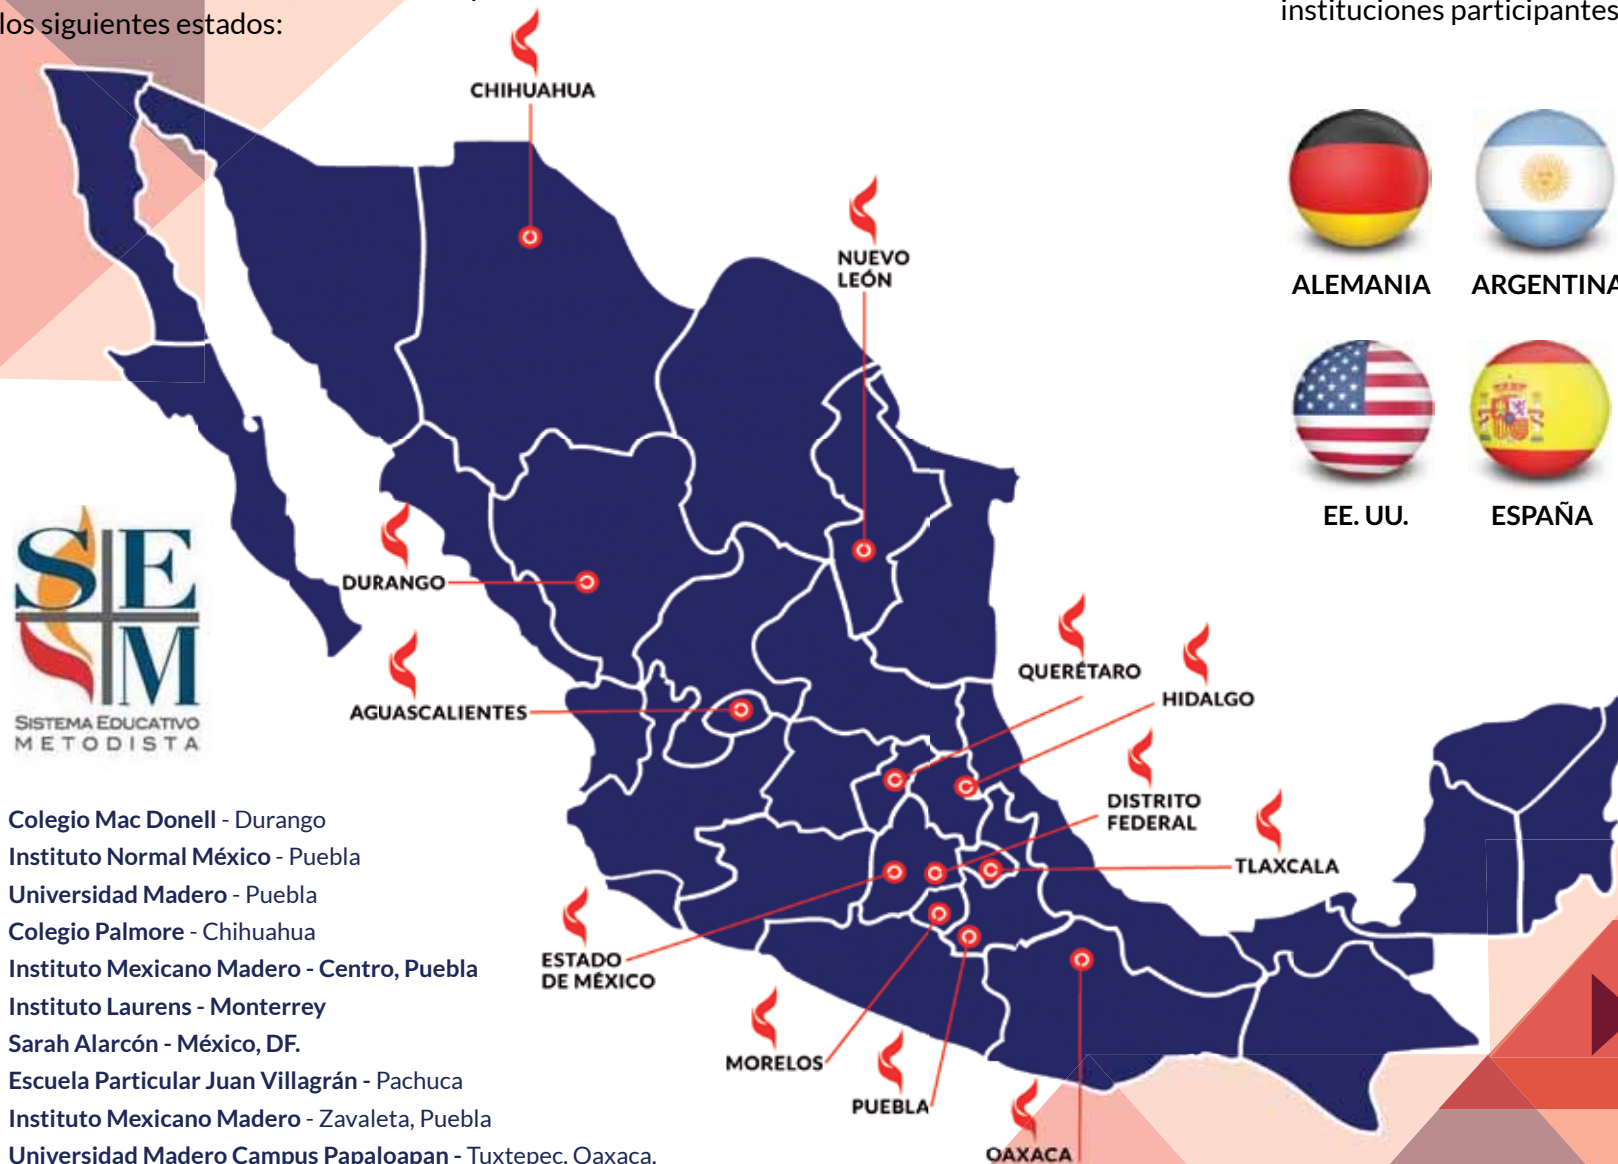 los siguientes estados:
instituciones participantes
CHIHUAHUA
NUEVO
LEÓN
ALEMANIA
ARGENTINA
EE. UU.
ESPAÑA
DURANGO
AGUASCALIENTES
QUERÉTARO
HIDALGO
DISTRITO
FEDERAL
TLAXCALA
ESTADO
DE MÉXICO
MORELOS
PUEBLA
OAXACA
SE
M
SISTEMA EDUCATIVO
METODISTA
Colegio Mac Donell - Durango
Instituto Normal México - Puebla
Universidad Madero - Puebla
Colegio Palmore - Chihuahua
Instituto Mexicano Madero - Centro, Puebla
Instituto Laurens - Monterrey
Sarah Alarcón - México, DF.
Escuela Particular Juan Villagrán - Pachuca
Instituto Mexicano Madero - Zavaleta, Puebla
Universidad Madero Campus Papaloapan - Tuxtepec, Oaxaca.